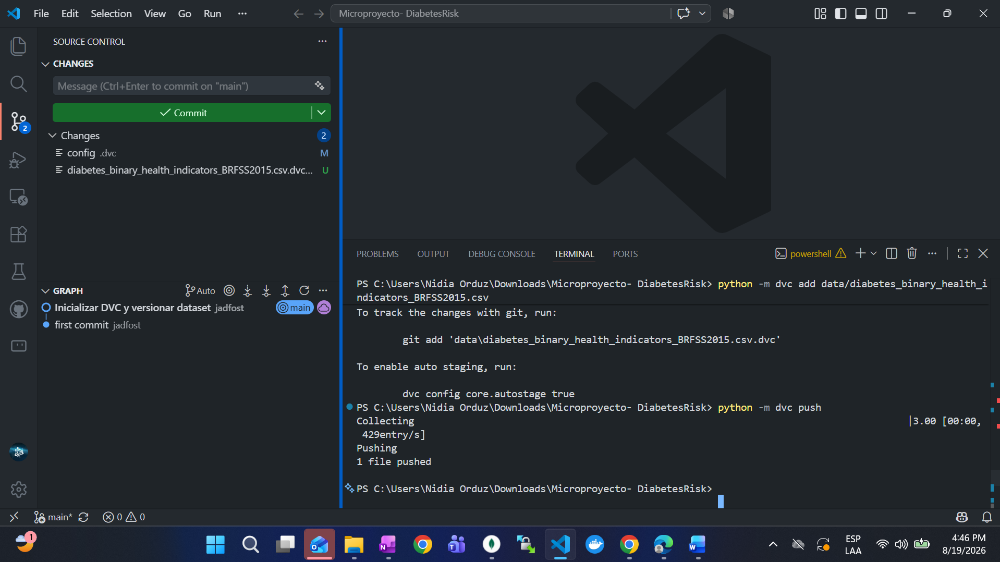 File Edit Selection View Go Run ···
Microproyecto- DiabetesRisk
SOURCE CONTROL
CHANGES
Message (Ctrl+Enter to commit on "main")
Commit
Changes 2
config .dvc M
diabetes_binary_health_indicators_BRFSS2015.csv.dvc... U
2
GRAPH
Auto
Inicializar DVC y versionar dataset jadfost main
first commit jadfost
PROBLEMS OUTPUT DEBUG CONSOLE TERMINAL PORTS
powershell
PS C:\Users\Nidia Orduz\Downloads\Microproyecto- DiabetesRisk> python -m dvc add data/diabetes_binary_health_i
ndicators_BRFSS2015.csv
To track the changes with git, run:
git add 'data\diabetes_binary_health_indicators_BRFSS2015.csv.dvc'
To enable auto staging, run:
dvc config core.autostage true
PS C:\Users\Nidia Orduz\Downloads\Microproyecto- DiabetesRisk> python -m dvc push
Collecting |3.00 [00:00,
429entry/s]
Pushing
1 file pushed
PS C:\Users\Nidia Orduz\Downloads\Microproyecto- DiabetesRisk>
main* 0 0
1
ESP
LAA
4:46 PM
8/19/2026